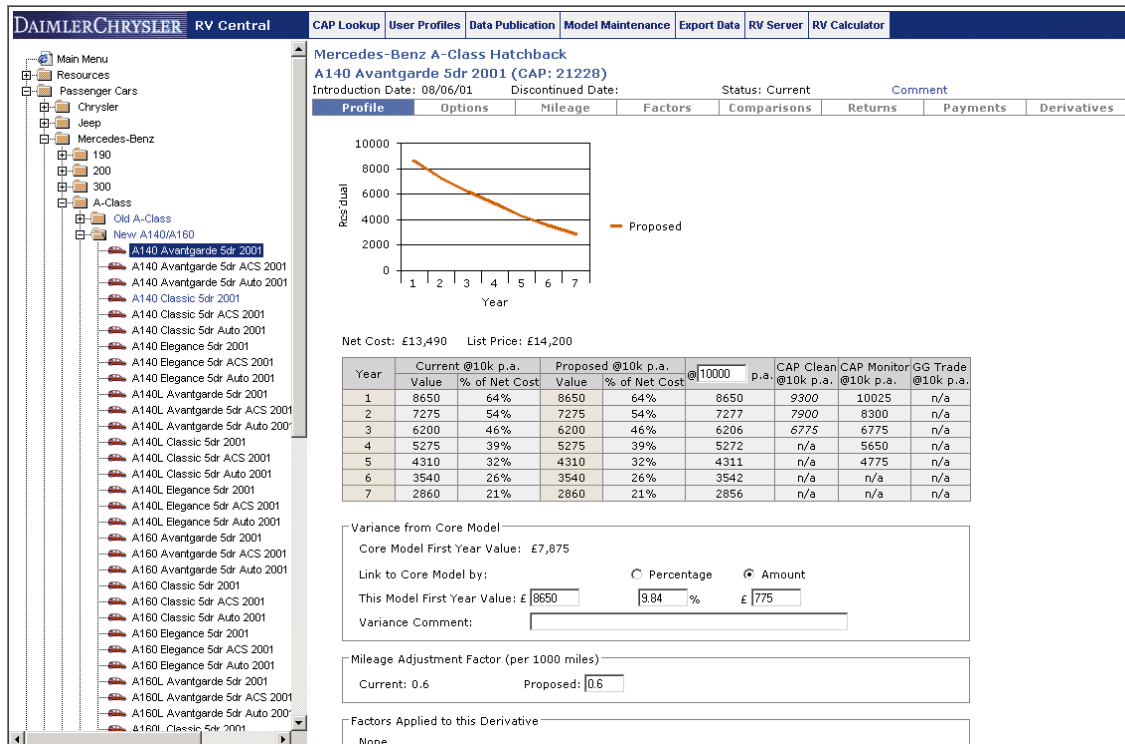 DAIMLERCHRYSLER RV Central
CAP Lookup User Profiles Data Publication Model Maintenance Export Data RV Server RV Calculator
Main Menu
Resources
Passenger Cars
Chrysler
Jeep
Mercedes-Benz
190
200
300
A-Class
Old A-Class
New A140/A160
A140 Avantgarde 5dr 2001
A140 Avantgarde 5dr ACS 2001
A140 Avantgarde 5dr Auto 2001
A140 Classic 5dr 2001
A140 Classic 5dr ACS 2001
A140 Classic 5dr Auto 2001
A140 Elegance 5dr 2001
A140 Elegance 5dr ACS 2001
A140 Elegance 5dr Auto 2001
A140L Avantgarde 5dr 2001
A140L Avantgarde 5dr ACS 2001
A140L Avantgarde 5dr Auto 200
A140L Classic 5dr 2001
A140L Classic 5dr ACS 2001
A140L Classic 5dr Auto 2001
A140L Elegance 5dr 2001
A140L Elegance 5dr ACS 2001
A140L Elegance 5dr Auto 2001
A160 Avantgarde 5dr 2001
A160 Avantgarde 5dr ACS 2001
A160 Avantgarde 5dr Auto 2001
A160 Classic 5dr 2001
A160 Classic 5dr ACS 2001
A160 Classic 5dr Auto 2001
A160 Elegance 5dr 2001
A160 Elegance 5dr ACS 2001
A160 Elegance 5dr Auto 2001
A160L Avantgarde 5dr 2001
A160L Avantgarde 5dr ACS 2001
A160L Avantgarde 5dr Auto 200
A160L Classic 5dr 2001
Mercedes-Benz A-Class Hatchback
A140 Avantgarde 5dr 2001 (CAP: 21228)
Introduction Date: 08/06/01 Discontinued Date: Status: Current Comment
Profile Options Mileage Factors Comparisons Returns Payments Derivatives
10000
8000
6000
4000
2000
0
Residual
1 2 3 4 5 6 7
Year
Proposed
Net Cost: £13,490 List Price: £14,200
Year Current @10k p.a. Proposed @10k p.a. @ 10000 p.a. CAP Clean @10k p.a. CAP Monitor @10k p.a. GG Trade @10k p.a.
Value % of Net Cost Value % of Net Cost
1 8650 64% 8650 64% 8650 9300 10025 n/a
2 7275 54% 7275 54% 7277 7900 8300 n/a
3 6200 46% 6200 46% 6206 6775 6775 n/a
4 5275 39% 5275 39% 5272 n/a 5650 n/a
5 4310 32% 4310 32% 4311 n/a 4775 n/a
6 3540 26% 3540 26% 3542 n/a n/a n/a
7 2860 21% 2860 21% 2856 n/a n/a n/a
Variance from Core Model
Core Model First Year Value: £7,875
Link to Core Model by: Percentage Amount
This Model First Year Value: £ 8650 9.84 % £ 775
Variance Comment:
Mileage Adjustment Factor (per 1000 miles)
Current: 0.6 Proposed: 0.6
Factors Applied to this Derivative
None